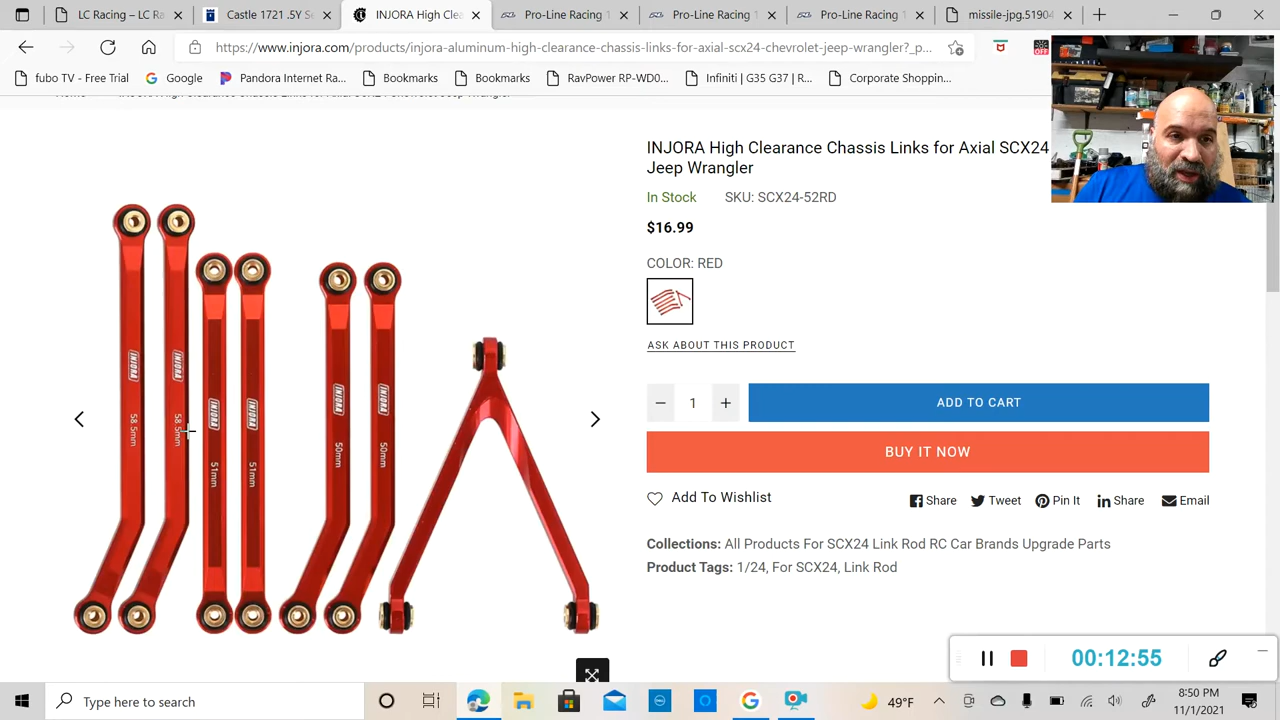 LC Racing – LC Ra
Castle 1721 .5Y Se
INJORA High Clea
Pro-Line Racing
Pro-Line Racing
Pro-Line Racing
missile-jpg.5194
https://www.injora.com/products/injora-aluminum-high-clearance-chassis-links-for-axial-scx24-chevrolet-jeep-wrangler?_p...
OFF
fubo TV - Free Trial
Google
Pandora Internet Ra...
Bookmarks
Bookmarks
RavPower RP-WD0...
Infiniti | G35 G37 | P...
Corporate Shoppin...
INJORA High Clearance Chassis Links for Axial SCX24
Jeep Wrangler
In Stock
SKU: SCX24-52RD
$16.99
COLOR: RED
ASK ABOUT THIS PRODUCT
− 1 +
ADD TO CART
BUY IT NOW
Add To Wishlist
Share
Tweet
Pin It
Share
Email
Collections: All Products For SCX24 Link Rod RC Car Brands Upgrade Parts
Product Tags: 1/24, For SCX24, Link Rod
INJORA
INJORA
INJORA
INJORA
INJORA
INJORA
58.5mm
58.5mm
51mm
51mm
50mm
50mm
00:12:55
Type here to search
49°F
8:50 PM
11/1/2021